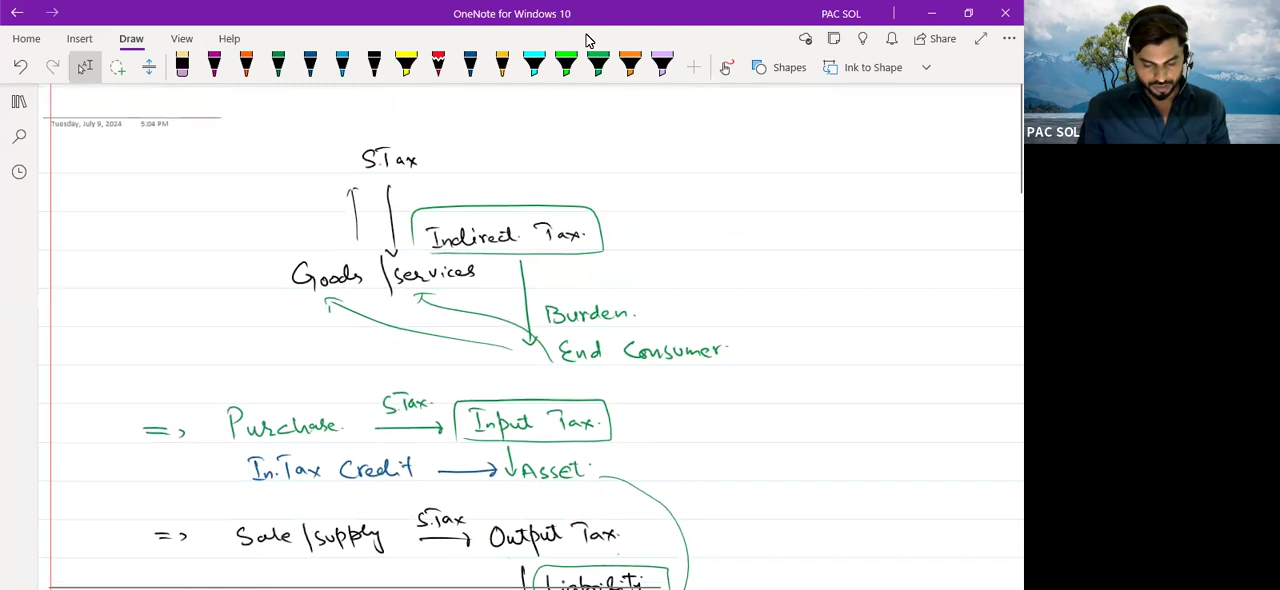 OneNote for Windows 10
PAC SOL
Home Insert Draw View Help
Share
Shapes
Ink to Shape
PAC SOL
Tuesday, July 9, 2024 5:04 PM
S.Tax
Indirect Tax.
Goods / services
Burden.
End Consumer
S.Tax.
=> Purchase. Input Tax.
In.Tax Credit Asset.
S.Tax
=> Sale/supply Output Tax.
Liability